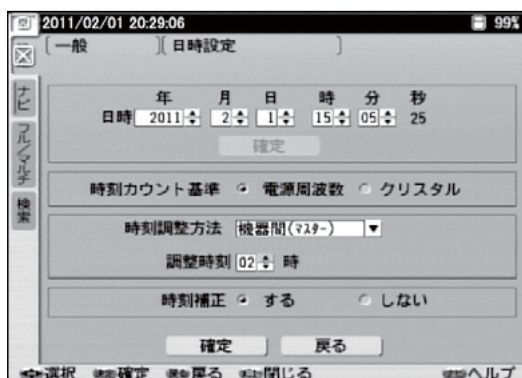 2011/02/01 20:29:06 99%
[一般 ][日時設定 ]
ナビ
フル/マルチ
検索
年 月 日 時 分 秒
日時 2011 2 1 15 05 25
確定
時刻カウント基準 電源周波数 クリスタル
時刻調整方法 機器間(マスター)
調整時刻 02 時
時刻補正 する しない
確定 戻る
選択 確定 戻る 閉じる ヘルプ